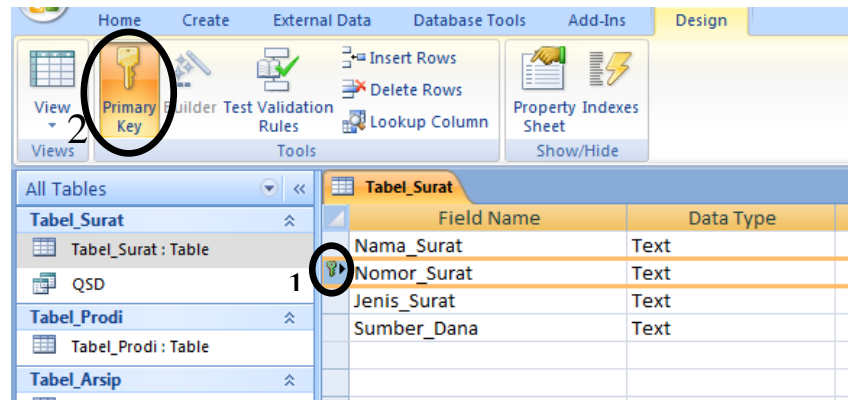 Home Create External Data Database Tools Add-Ins Design
View
Primary
Key
Builder
Test Validation
Rules
Insert Rows
Delete Rows
Lookup Column
Property
Sheet
Indexes
2
Views Tools Show/Hide
All Tables
Tabel_Surat
Tabel_Surat : Table
QSD
Tabel_Prodi
Tabel_Prodi : Table
Tabel_Arsip
Tabel_Surat
Field Name Data Type
Nama_Surat Text
1
Nomor_Surat Text
Jenis_Surat Text
Sumber_Dana Text